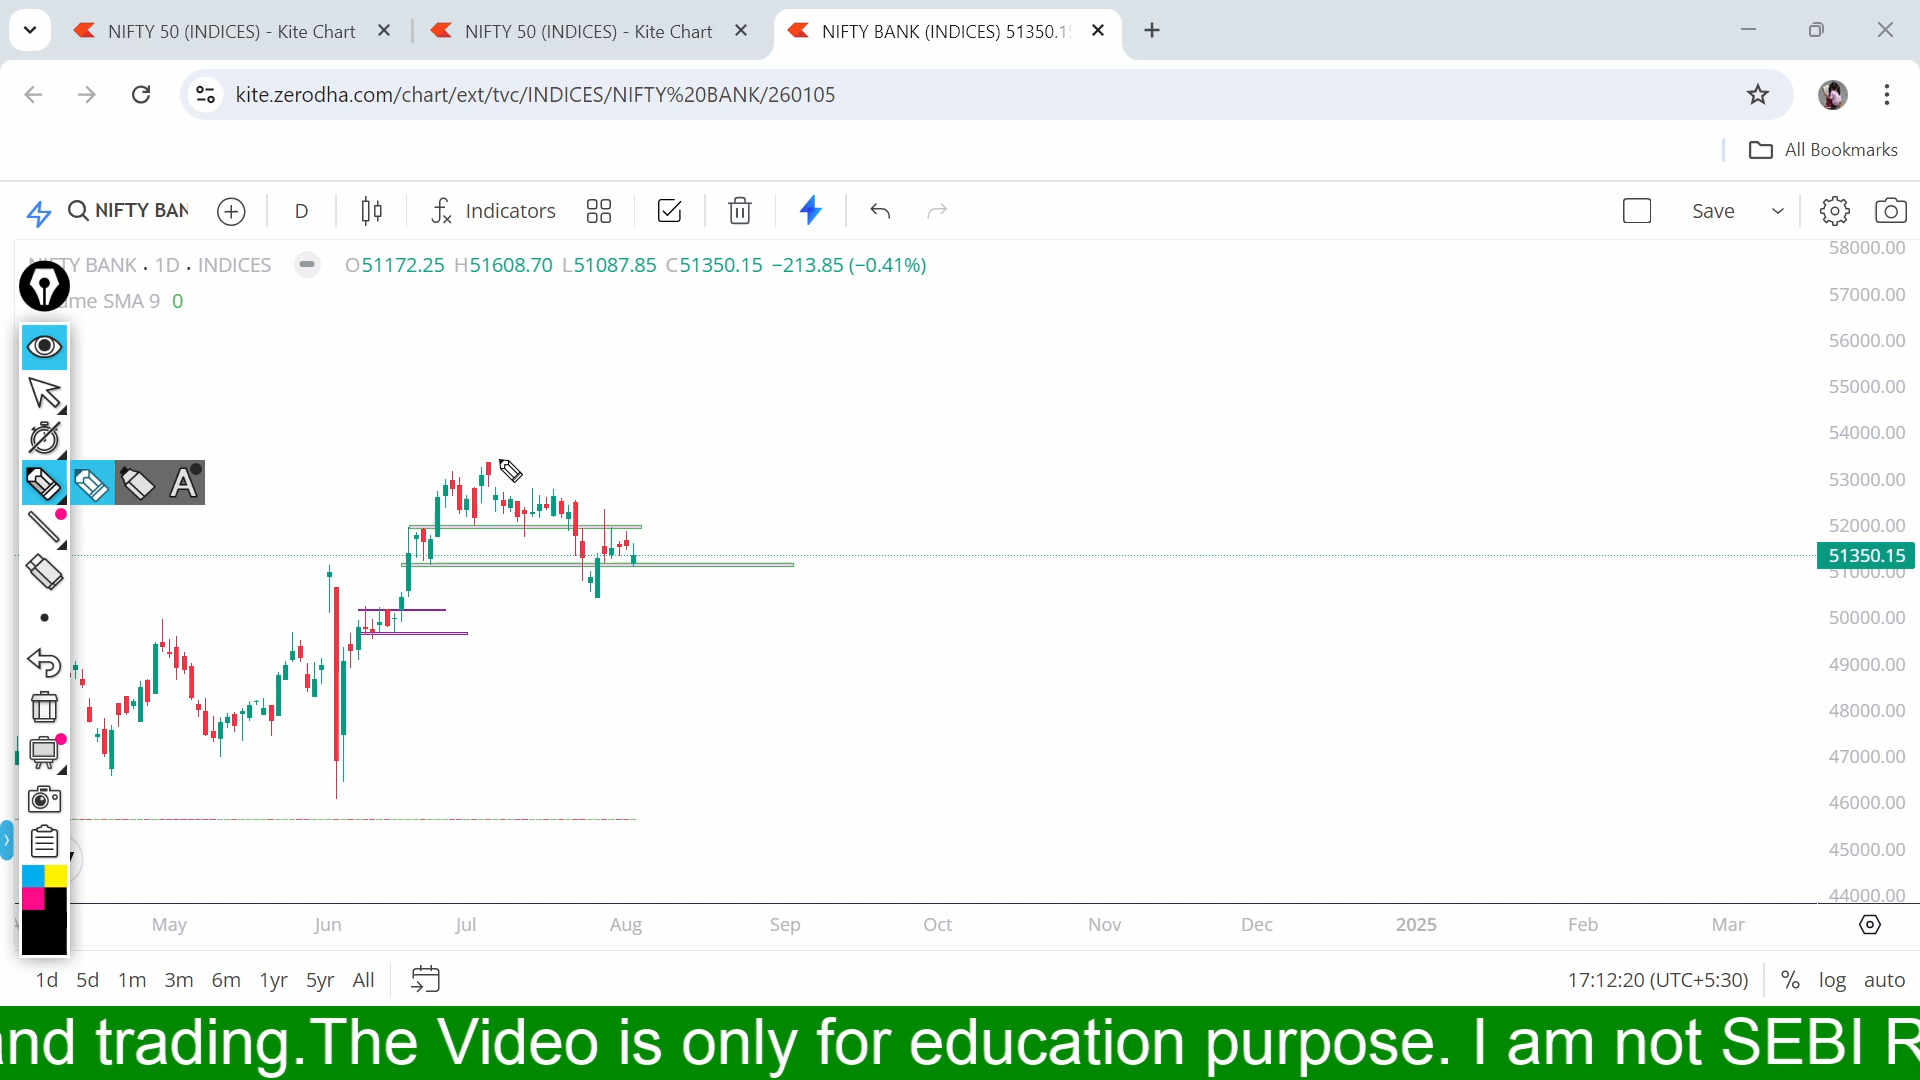 NIFTY 50 (INDICES) - Kite Chart
NIFTY 50 (INDICES) - Kite Chart
NIFTY BANK (INDICES) 51350.15
kite.zerodha.com/chart/ext/tvc/INDICES/NIFTY%20BANK/260105
All Bookmarks
NIFTY BAN
D
Indicators
Save
NIFTY BANK · 1D · INDICES O51172.25 H51608.70 L51087.85 C51350.15 −213.85 (−0.41%)
ume SMA 9 0
58000.00
57000.00
56000.00
55000.00
54000.00
53000.00
52000.00
51350.15
51000.00
50000.00
49000.00
48000.00
47000.00
46000.00
45000.00
44000.00
A
May Jun Jul Aug Sep Oct Nov Dec 2025 Feb Mar
1d 5d 1m 3m 6m 1yr 5yr All 17:12:20 (UTC+5:30) % log auto
and trading.The Video is only for education purpose. I am not SEBI R